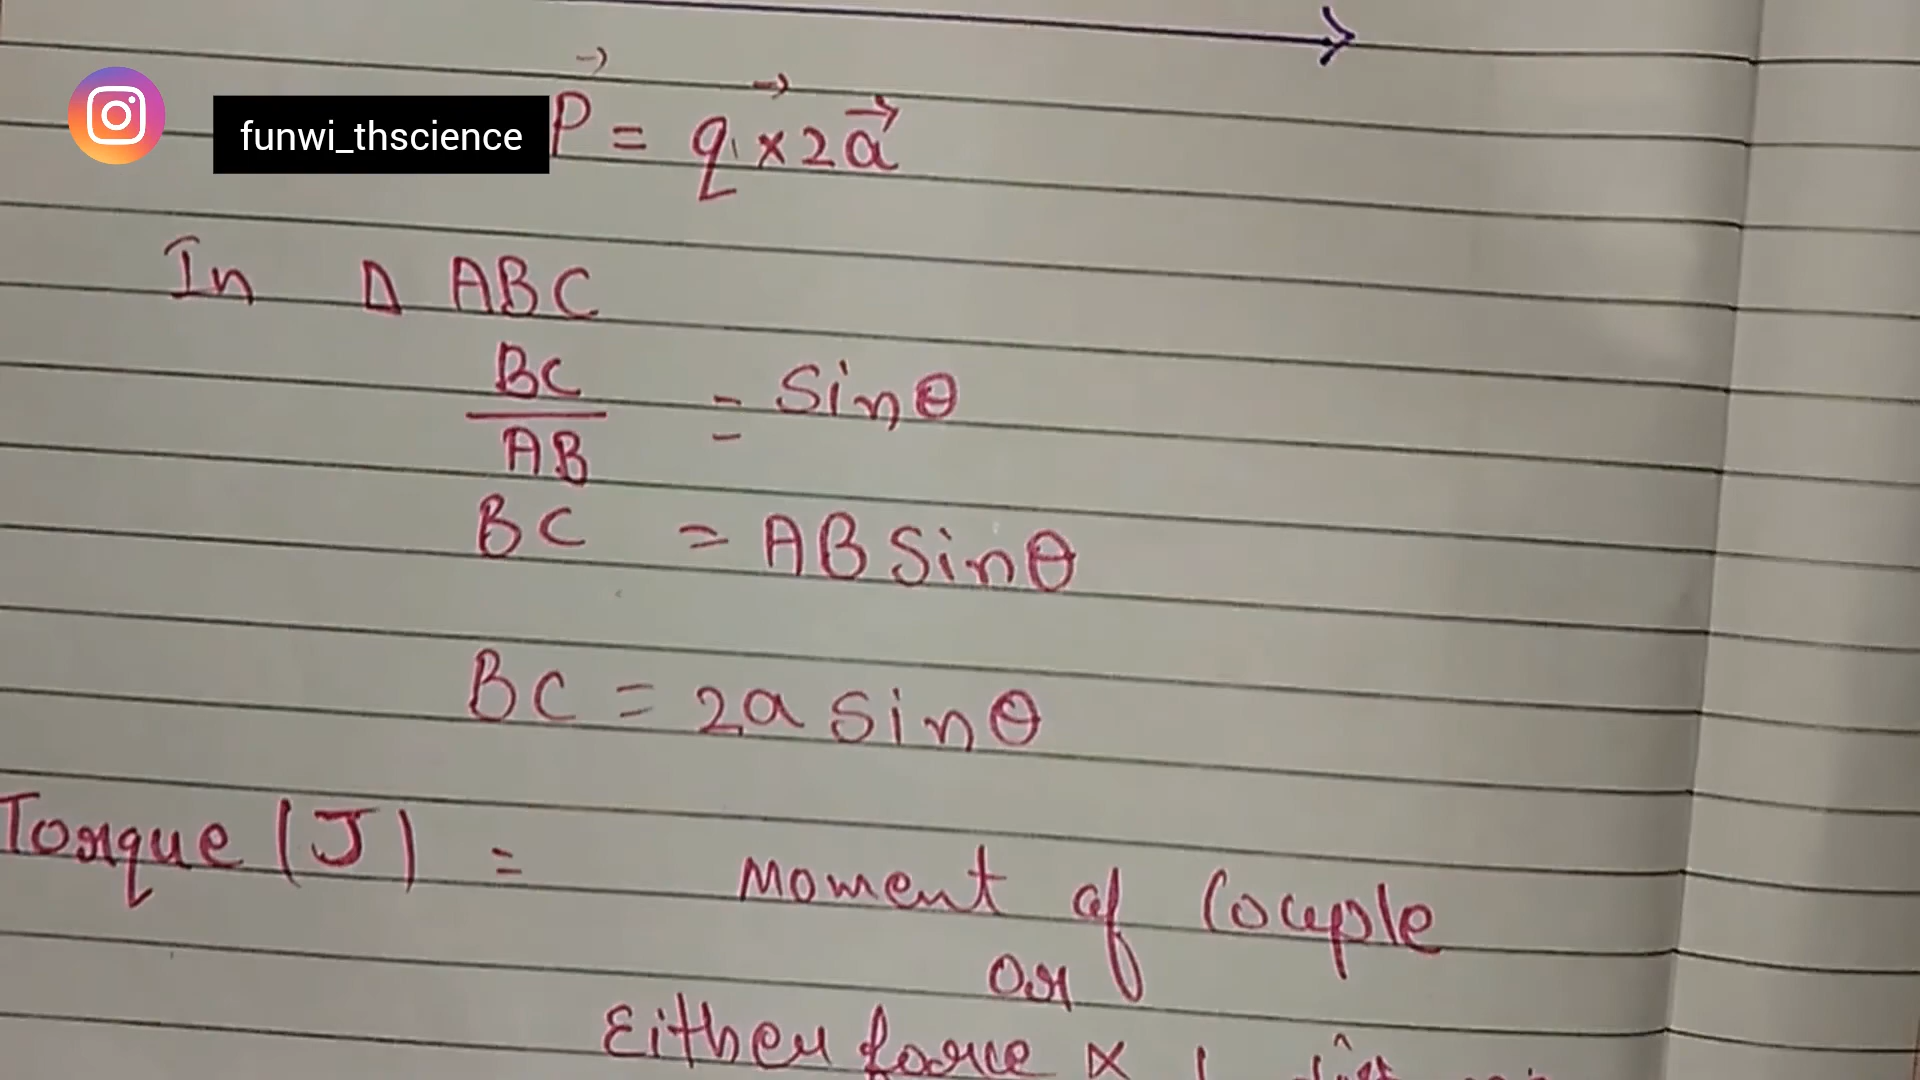 funwi_thscience
P⃗ = q⃗ × 2a⃗
In Δ ABC
BC/AB = Sinθ
BC = AB Sinθ
BC = 2a sinθ
Torque (J) = Moment of Couple
or
Either force ×